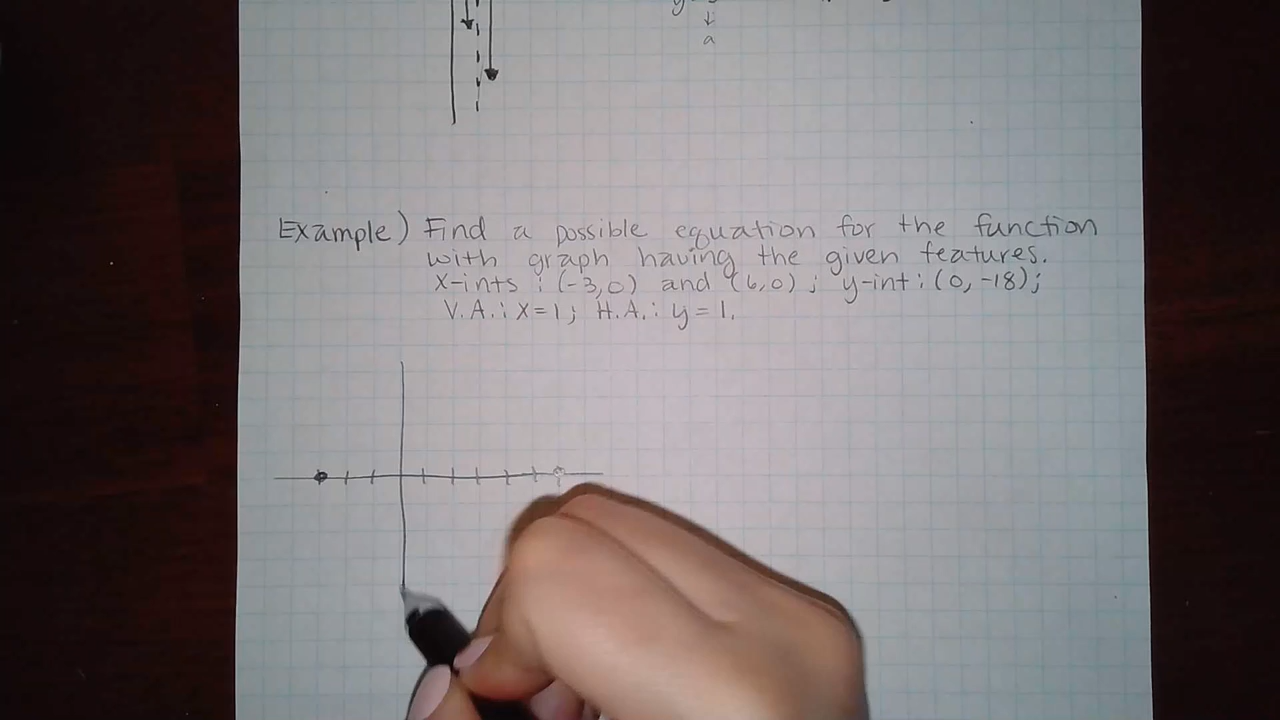 y
a
Example) Find a possible equation for the function
with graph having the given features.
X-ints : (-3,0) and (6,0) ; y-int : (0, -18);
V.A.: X=1; H.A.: y = 1.